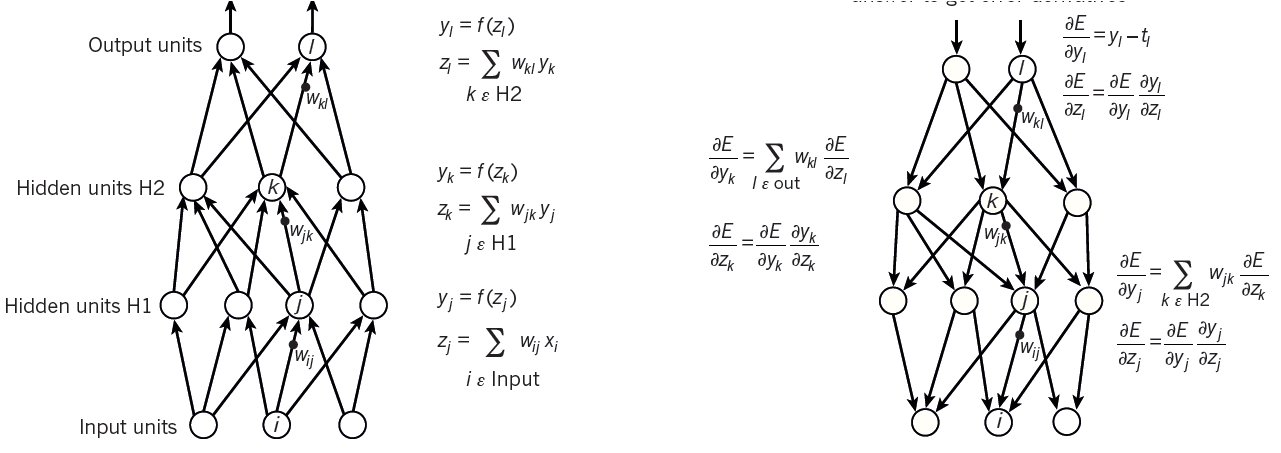 Output units
l
w_kl
y_l = f(z_l)
z_l = ∑ w_kl y_k
k ε H2
Hidden units H2
k
w_jk
y_k = f(z_k)
z_k = ∑ w_jk y_j
j ε H1
Hidden units H1
j
w_ij
y_j = f(z_j)
z_j = ∑ w_ij x_i
i ε Input
Input units
i
l
w_kl
∂E/∂y_l = y_l – t_l
∂E/∂z_l = ∂E/∂y_l ∂y_l/∂z_l
∂E/∂y_k = ∑ w_kl ∂E/∂z_l
l ε out
∂E/∂z_k = ∂E/∂y_k ∂y_k/∂z_k
k
w_jk
j
w_ij
∂E/∂y_j = ∑ w_jk ∂E/∂z_k
k ε H2
∂E/∂z_j = ∂E/∂y_j ∂y_j/∂z_j
i